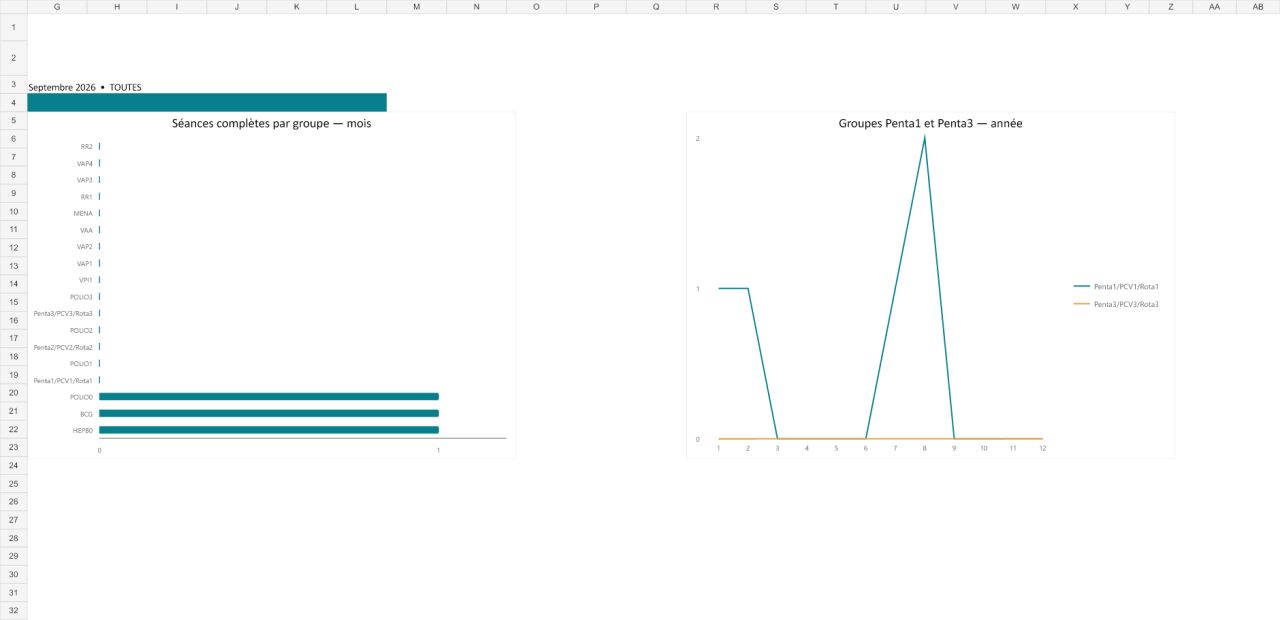 G H I J K L M N O P Q R S T U V W X Y Z AA AB
1
2
3
Septembre 2026 • TOUTES
4
5
6
7
8
9
10
11
12
13
14
15
16
17
18
19
20
21
22
23
24
25
26
27
28
29
30
31
32
Séances complètes par groupe — mois
RR2
VAP4
VAP3
RR1
MENA
VAA
VAP2
VAP1
VPI1
POLIO3
Penta3/PCV3/Rota3
POLIO2
Penta2/PCV2/Rota2
POLIO1
Penta1/PCV1/Rota1
POLIO0
BCG
HEPB0
0 1
Groupes Penta1 et Penta3 — année
2
1
0
1 2 3 4 5 6 7 8 9 10 11 12
Penta1/PCV1/Rota1
Penta3/PCV3/Rota3